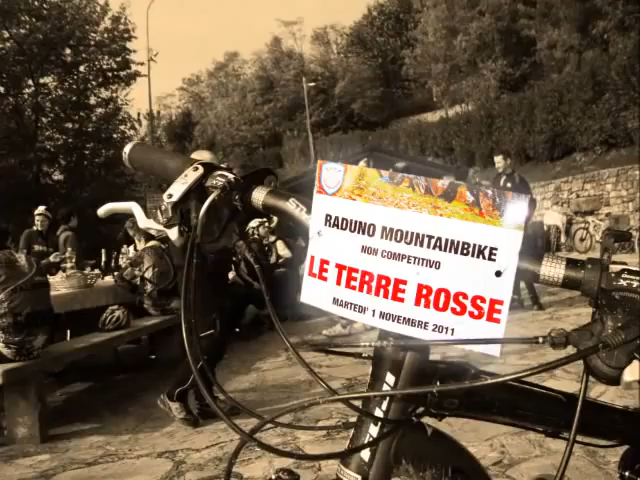 RADUNO MOUNTAINBIKE
NON COMPETITIVO
LE TERRE ROSSE
MARTEDI' 1 NOVEMBRE 2011